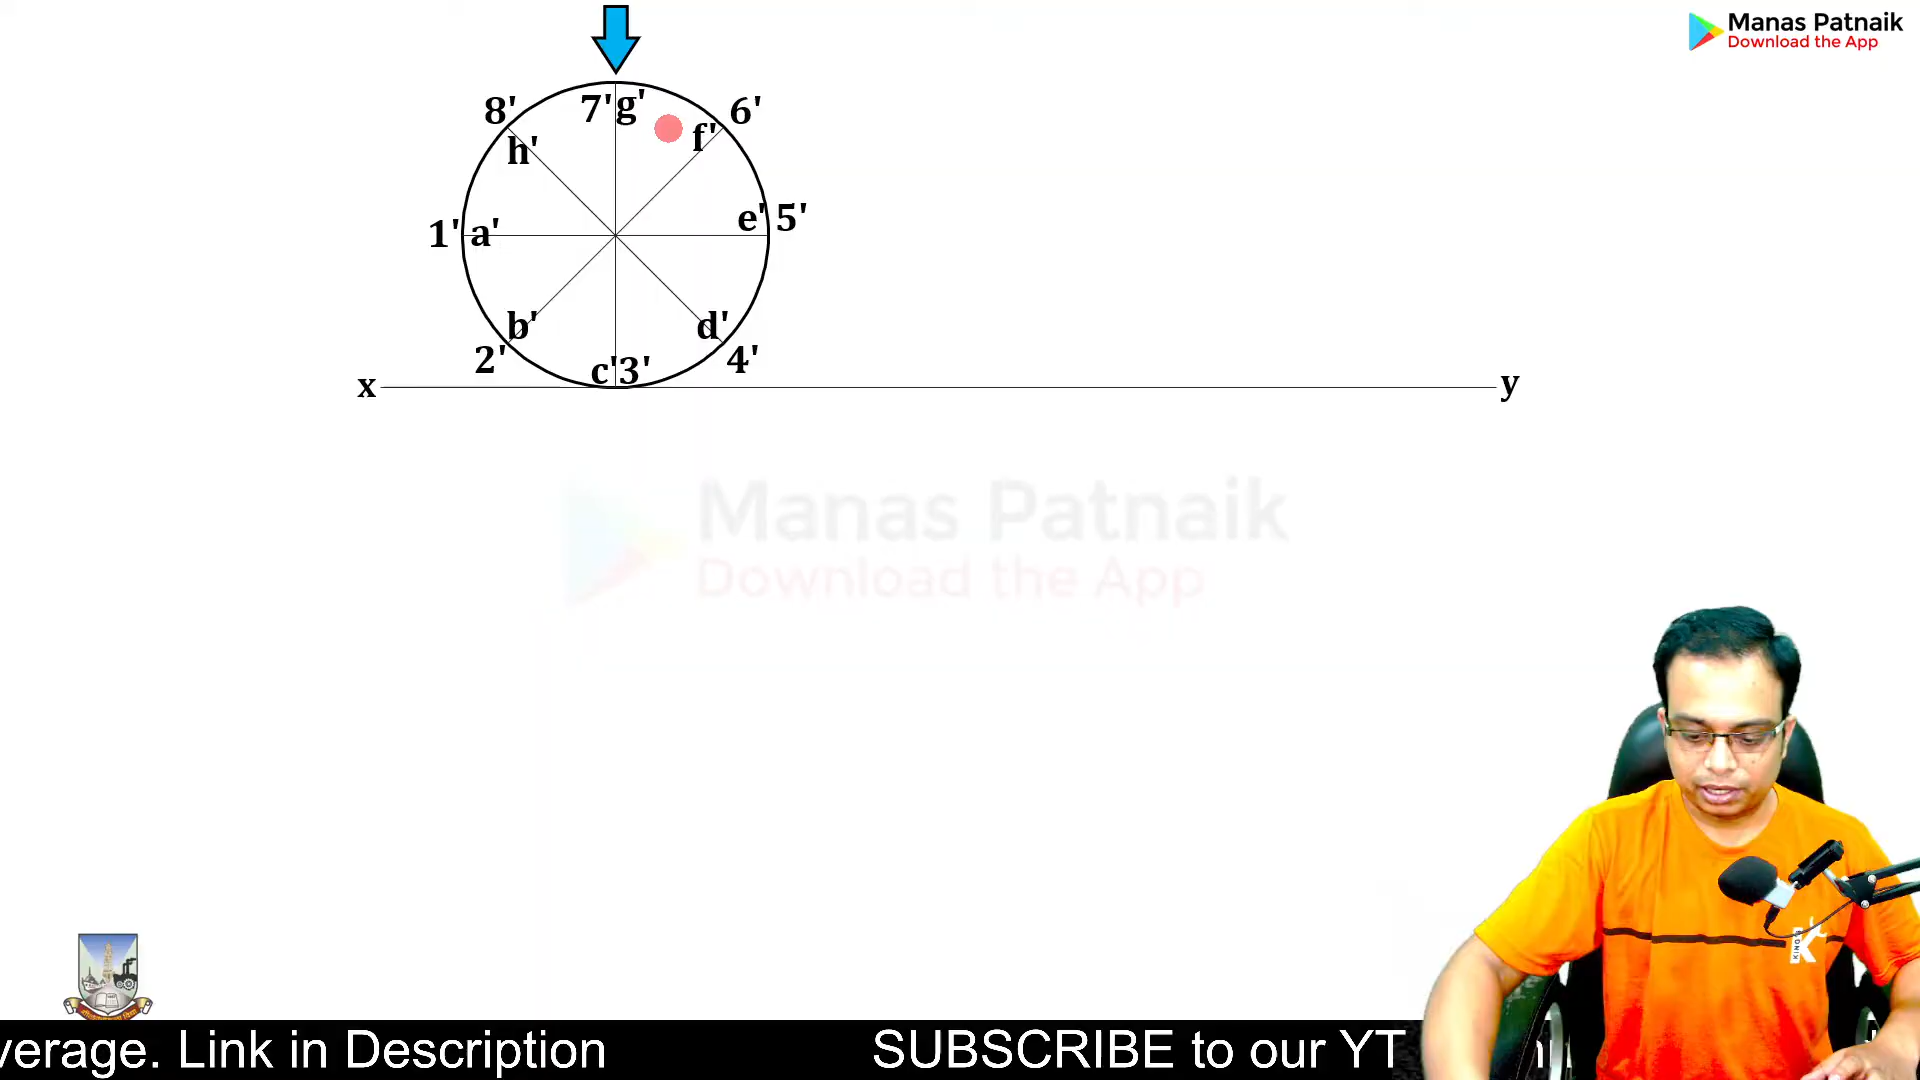 Manas Patnaik
Download the App
8' 7' g' 6'
h' f'
1' a' e' 5'
b' d'
2' c' 3' 4'
x y
Manas Patnaik
Download the App
verage. Link in Description SUBSCRIBE to our YT